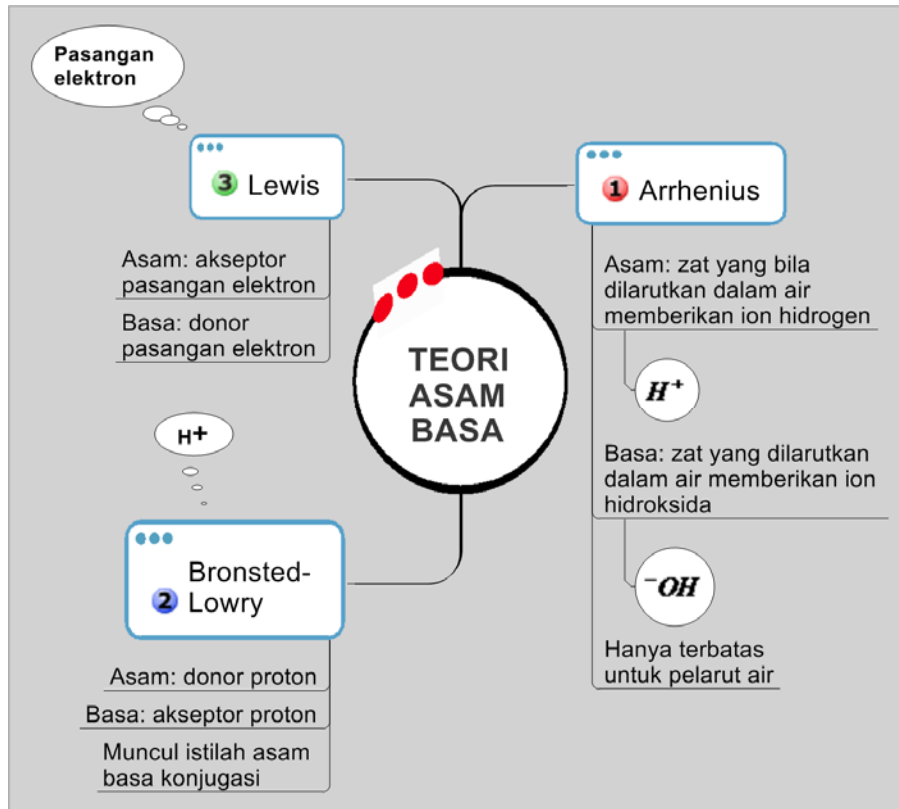 Pasangan
elektron
3 Lewis
Asam: akseptor
pasangan elektron
Basa: donor
pasangan elektron
TEORI
ASAM
BASA
1 Arrhenius
Asam: zat yang bila
dilarutkan dalam air
memberikan ion hidrogen
H⁺
Basa: zat yang dilarutkan
dalam air memberikan ion
hidroksida
⁻OH
Hanya terbatas
untuk pelarut air
H+
2 Bronsted-
Lowry
Asam: donor proton
Basa: akseptor proton
Muncul istilah asam
basa konjugasi